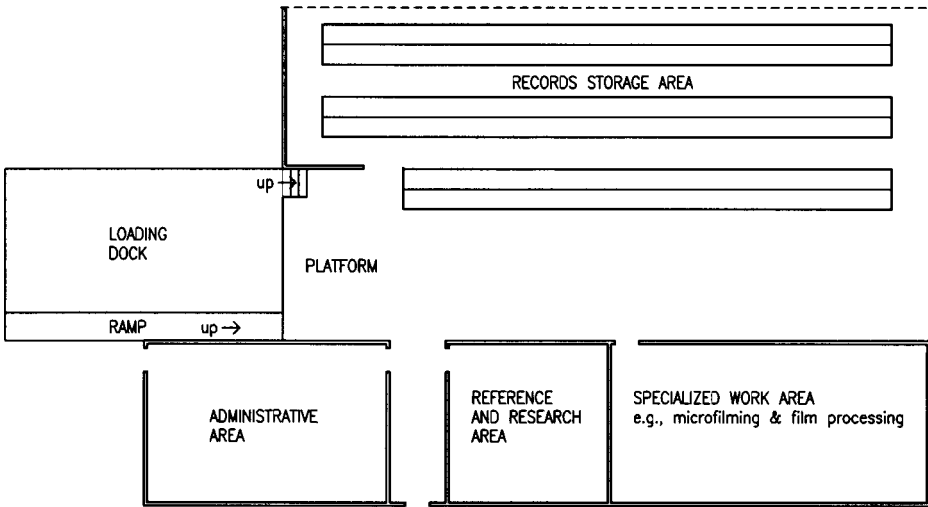 RECORDS STORAGE AREA
up
LOADING
DOCK
PLATFORM
RAMP
up
ADMINISTRATIVE
AREA
REFERENCE
AND RESEARCH
AREA
SPECIALIZED WORK AREA
e.g., microfilming & film processing